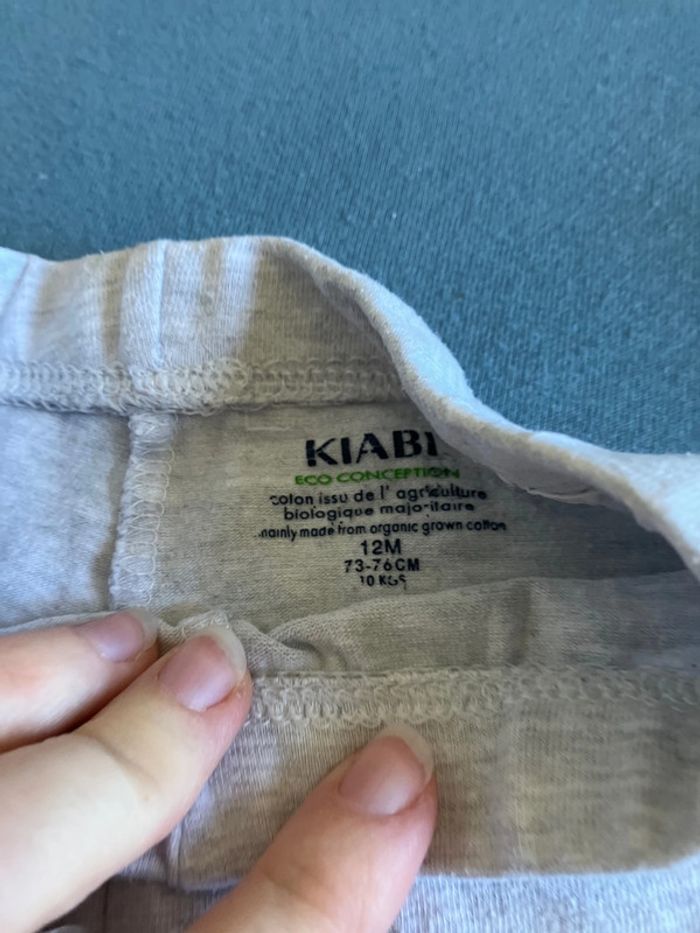 KIABI
ECO CONCEPTION
coton issu de l' agriculture
biologique majoritaire
mainly made from organic grown cotton
12M
73-76CM
10 KGS